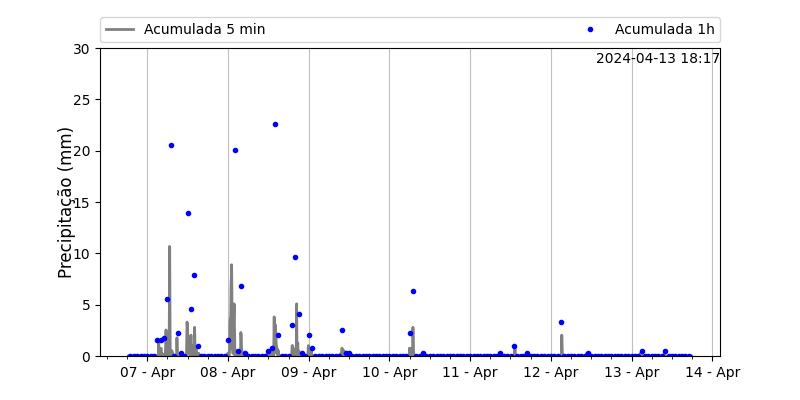 Acumulada 5 min
Acumulada 1h
2024-04-13 18:17
Precipitação (mm)
30
25
20
15
10
5
0
07 - Apr
08 - Apr
09 - Apr
10 - Apr
11 - Apr
12 - Apr
13 - Apr
14 - Apr